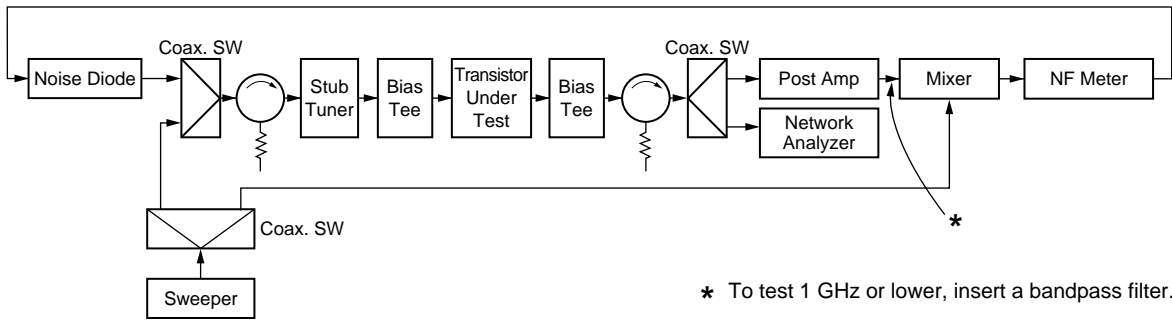 Coax. SW
Coax. SW
Noise Diode
Stub
Tuner
Bias
Tee
Transistor
Under
Test
Bias
Tee
Post Amp
Mixer
NF Meter
Network
Analyzer
Coax. SW
*
Sweeper
* To test 1 GHz or lower, insert a bandpass filter.